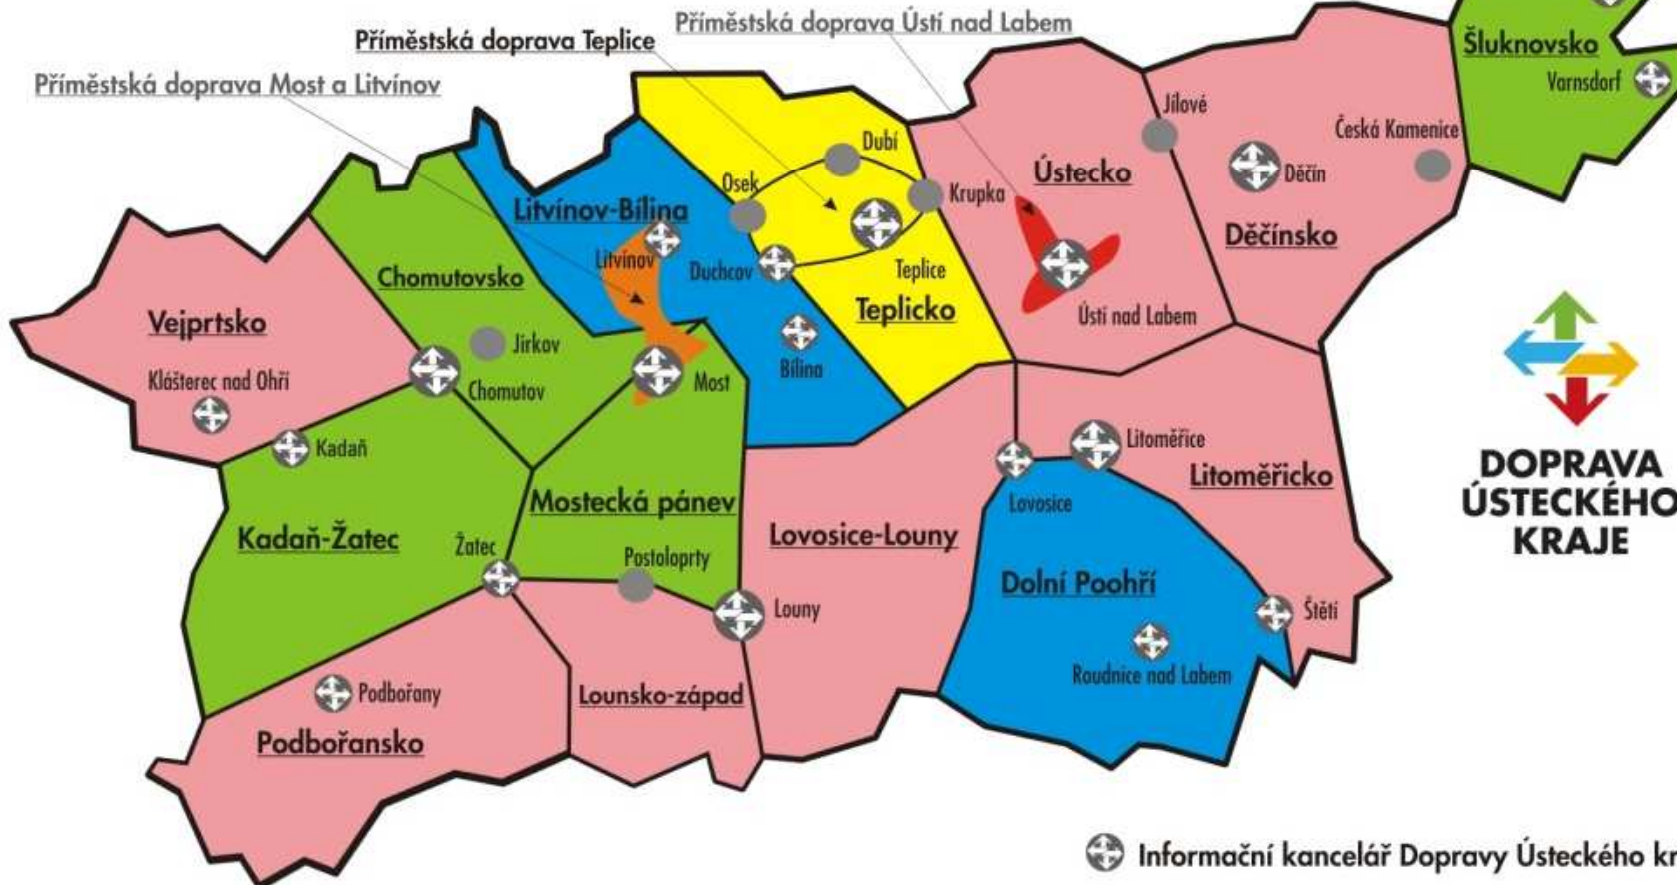 Příměstská doprava Ústí nad Labem
Příměstská doprava Teplice
Příměstská doprava Most a Litvínov
Šluknovsko
Varnsdorf
Jílové
Česká Kamenice
Dubí
Děčín
Ústecko
Osek
Krupka
Litvínov-Bílina
Děčínsko
Litvínov
Duchcov
Teplice
Chomutovsko
Teplicko
Ústí nad Labem
Vejprtsko
Jirkov
Bílina
Klášterec nad Ohří
Chomutov
Most
Kadaň
Litoměřice
DOPRAVA
ÚSTECKÉHO
KRAJE
Litoměřicko
Mostecká pánev
Lovosice
Lovosice-Louny
Kadaň-Žatec
Žatec
Postoloprty
Dolní Poohří
Louny
Štětí
Roudnice nad Labem
Podbořany
Lounsko-západ
Podbořansko
Informační kancelář Dopravy Ústeckého kr